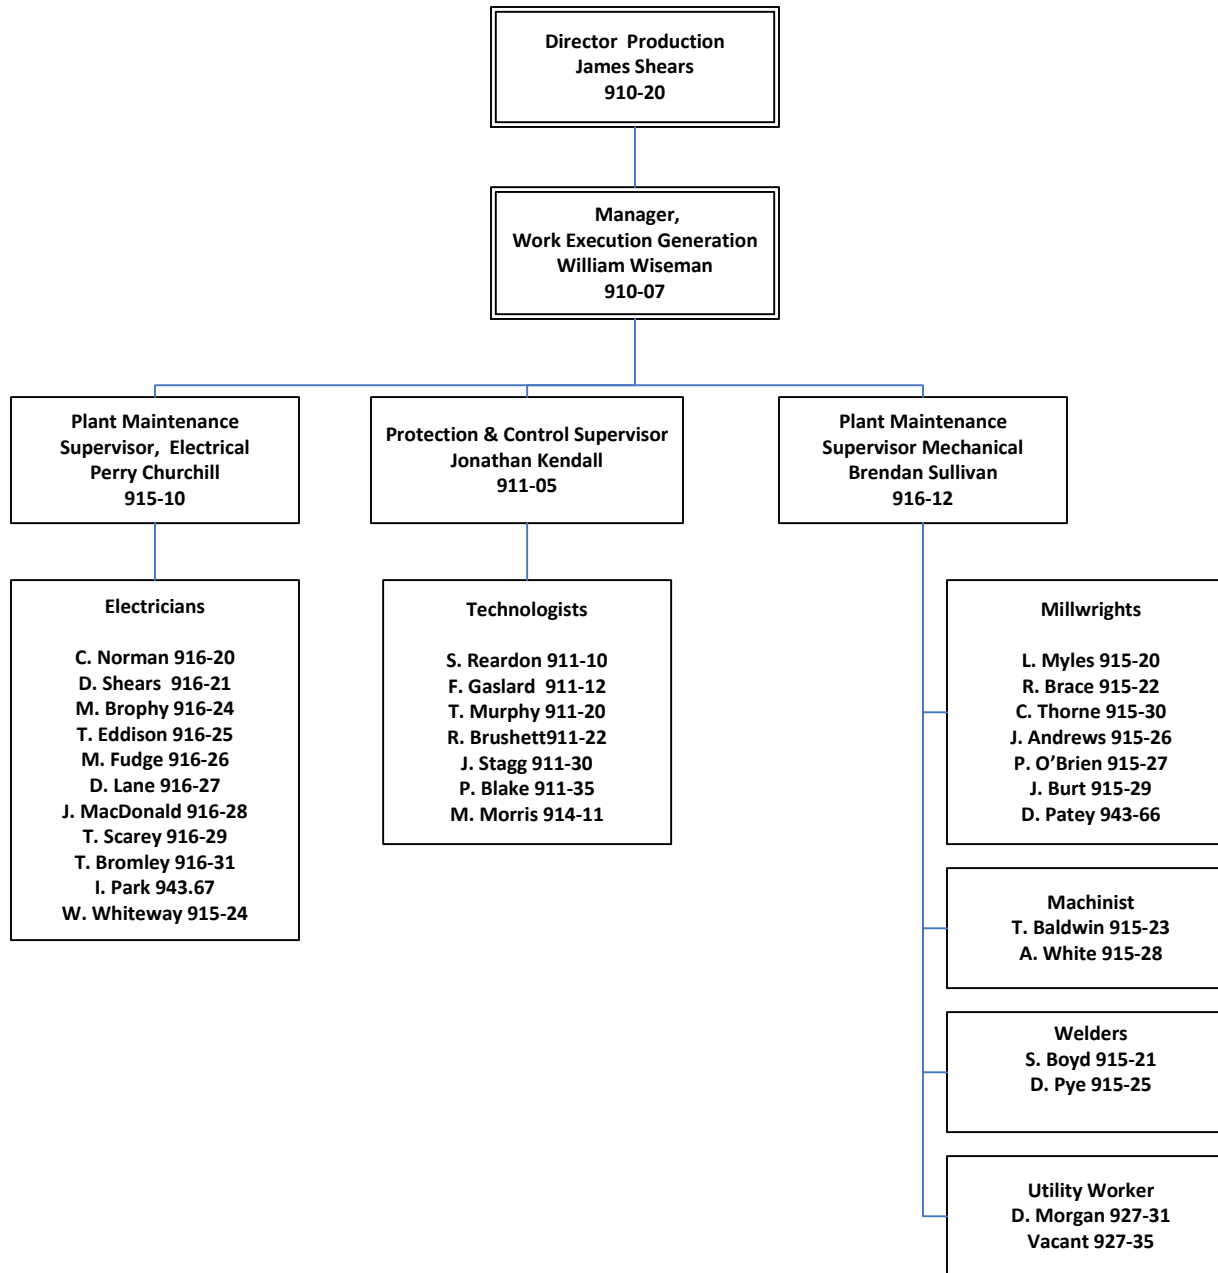 Director  Production
James Shears
910-20
Manager,
Work Execution Generation
William Wiseman
910-07
Plant Maintenance
Supervisor,  Electrical
Perry Churchill
915-10
Protection & Control Supervisor
Jonathan Kendall
911-05
Plant Maintenance
Supervisor Mechanical
Brendan Sullivan
916-12
Electricians
C. Norman 916-20
D. Shears  916-21
M. Brophy 916-24
T. Eddison 916-25
M. Fudge 916-26
D. Lane 916-27
J. MacDonald 916-28
T. Scarey 916-29
T. Bromley 916-31
I. Park 943.67
W. Whiteway 915-24
Technologists
S. Reardon 911-10
F. Gaslard  911-12
T. Murphy 911-20
R. Brushett911-22
J. Stagg 911-30
P. Blake 911-35
M. Morris 914-11
Millwrights
L. Myles 915-20
R. Brace 915-22
C. Thorne 915-30
J. Andrews 915-26
P. O’Brien 915-27
J. Burt 915-29
D. Patey 943-66
Machinist
T. Baldwin 915-23
A. White 915-28
Welders
S. Boyd 915-21
D. Pye 915-25
Utility Worker
D. Morgan 927-31
Vacant 927-35